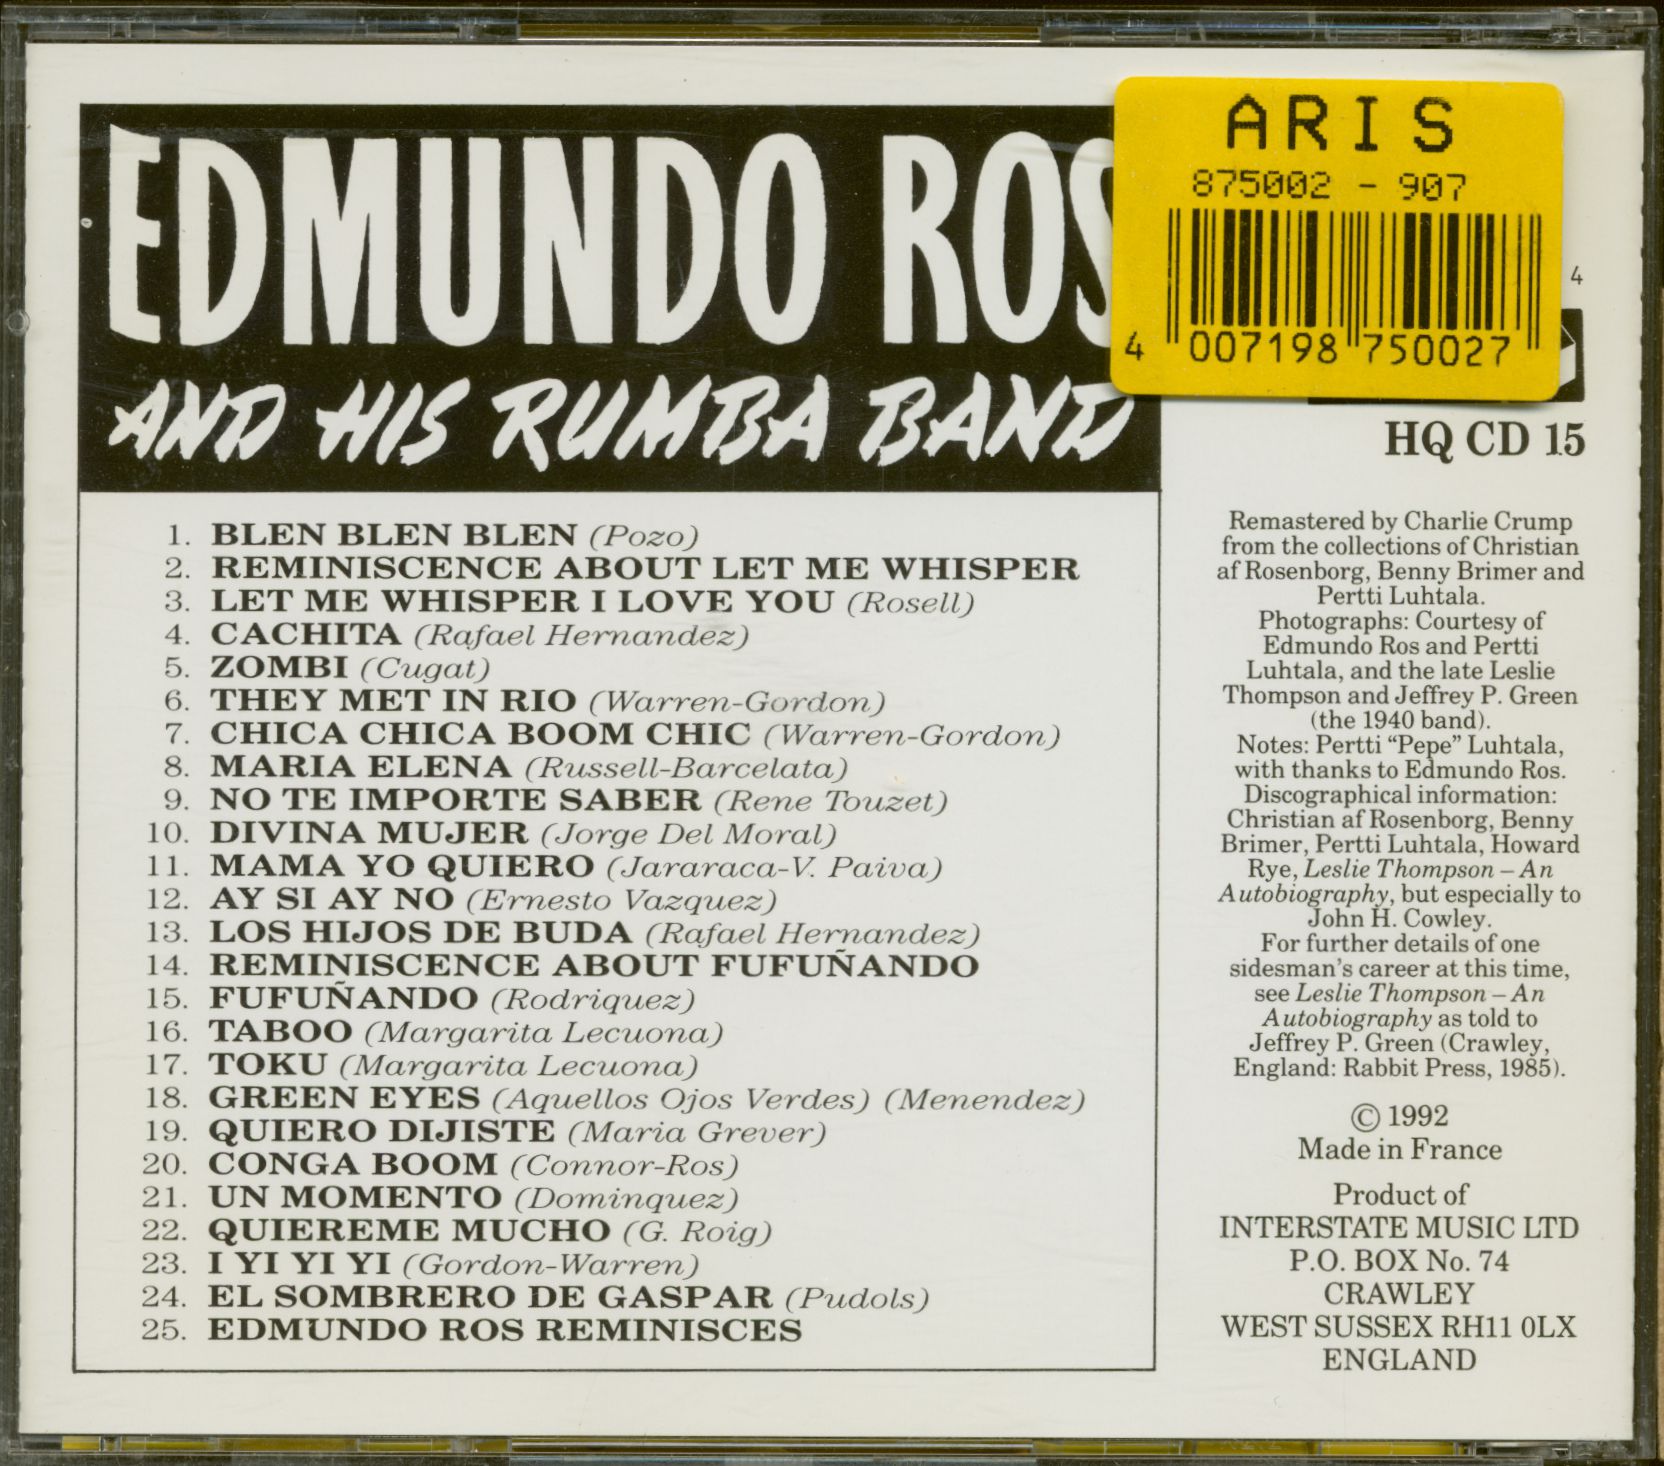 EDMUNDO ROS
AND HIS RUMBA BAND
ARIS
875002 - 907
4 007198 750027
4
HQ CD 15
1. BLEN BLEN BLEN (Pozo)
2. REMINISCENCE ABOUT LET ME WHISPER
3. LET ME WHISPER I LOVE YOU (Rosell)
4. CACHITA (Rafael Hernandez)
5. ZOMBI (Cugat)
6. THEY MET IN RIO (Warren-Gordon)
7. CHICA CHICA BOOM CHIC (Warren-Gordon)
8. MARIA ELENA (Russell-Barcelata)
9. NO TE IMPORTE SABER (Rene Touzet)
10. DIVINA MUJER (Jorge Del Moral)
11. MAMA YO QUIERO (Jararaca-V. Paiva)
12. AY SI AY NO (Ernesto Vazquez)
13. LOS HIJOS DE BUDA (Rafael Hernandez)
14. REMINISCENCE ABOUT FUFUÑANDO
15. FUFUÑANDO (Rodriquez)
16. TABOO (Margarita Lecuona)
17. TOKU (Margarita Lecuona)
18. GREEN EYES (Aquellos Ojos Verdes) (Menendez)
19. QUIERO DIJISTE (Maria Grever)
20. CONGA BOOM (Connor-Ros)
21. UN MOMENTO (Dominquez)
22. QUIEREME MUCHO (G. Roig)
23. I YI YI YI (Gordon-Warren)
24. EL SOMBRERO DE GASPAR (Pudols)
25. EDMUNDO ROS REMINISCES
Remastered by Charlie Crump
from the collections of Christian
af Rosenborg, Benny Brimer and
Pertti Luhtala.
Photographs: Courtesy of
Edmundo Ros and Pertti
Luhtala, and the late Leslie
Thompson and Jeffrey P. Green
(the 1940 band).
Notes: Pertti “Pepe” Luhtala,
with thanks to Edmundo Ros.
Discographical information:
Christian af Rosenborg, Benny
Brimer, Pertti Luhtala, Howard
Rye, Leslie Thompson – An
Autobiography, but especially to
John H. Cowley.
For further details of one
sidesman's career at this time,
see Leslie Thompson – An
Autobiography as told to
Jeffrey P. Green (Crawley,
England: Rabbit Press, 1985).
© 1992
Made in France
Product of
INTERSTATE MUSIC LTD
P.O. BOX No. 74
CRAWLEY
WEST SUSSEX RH11 0LX
ENGLAND